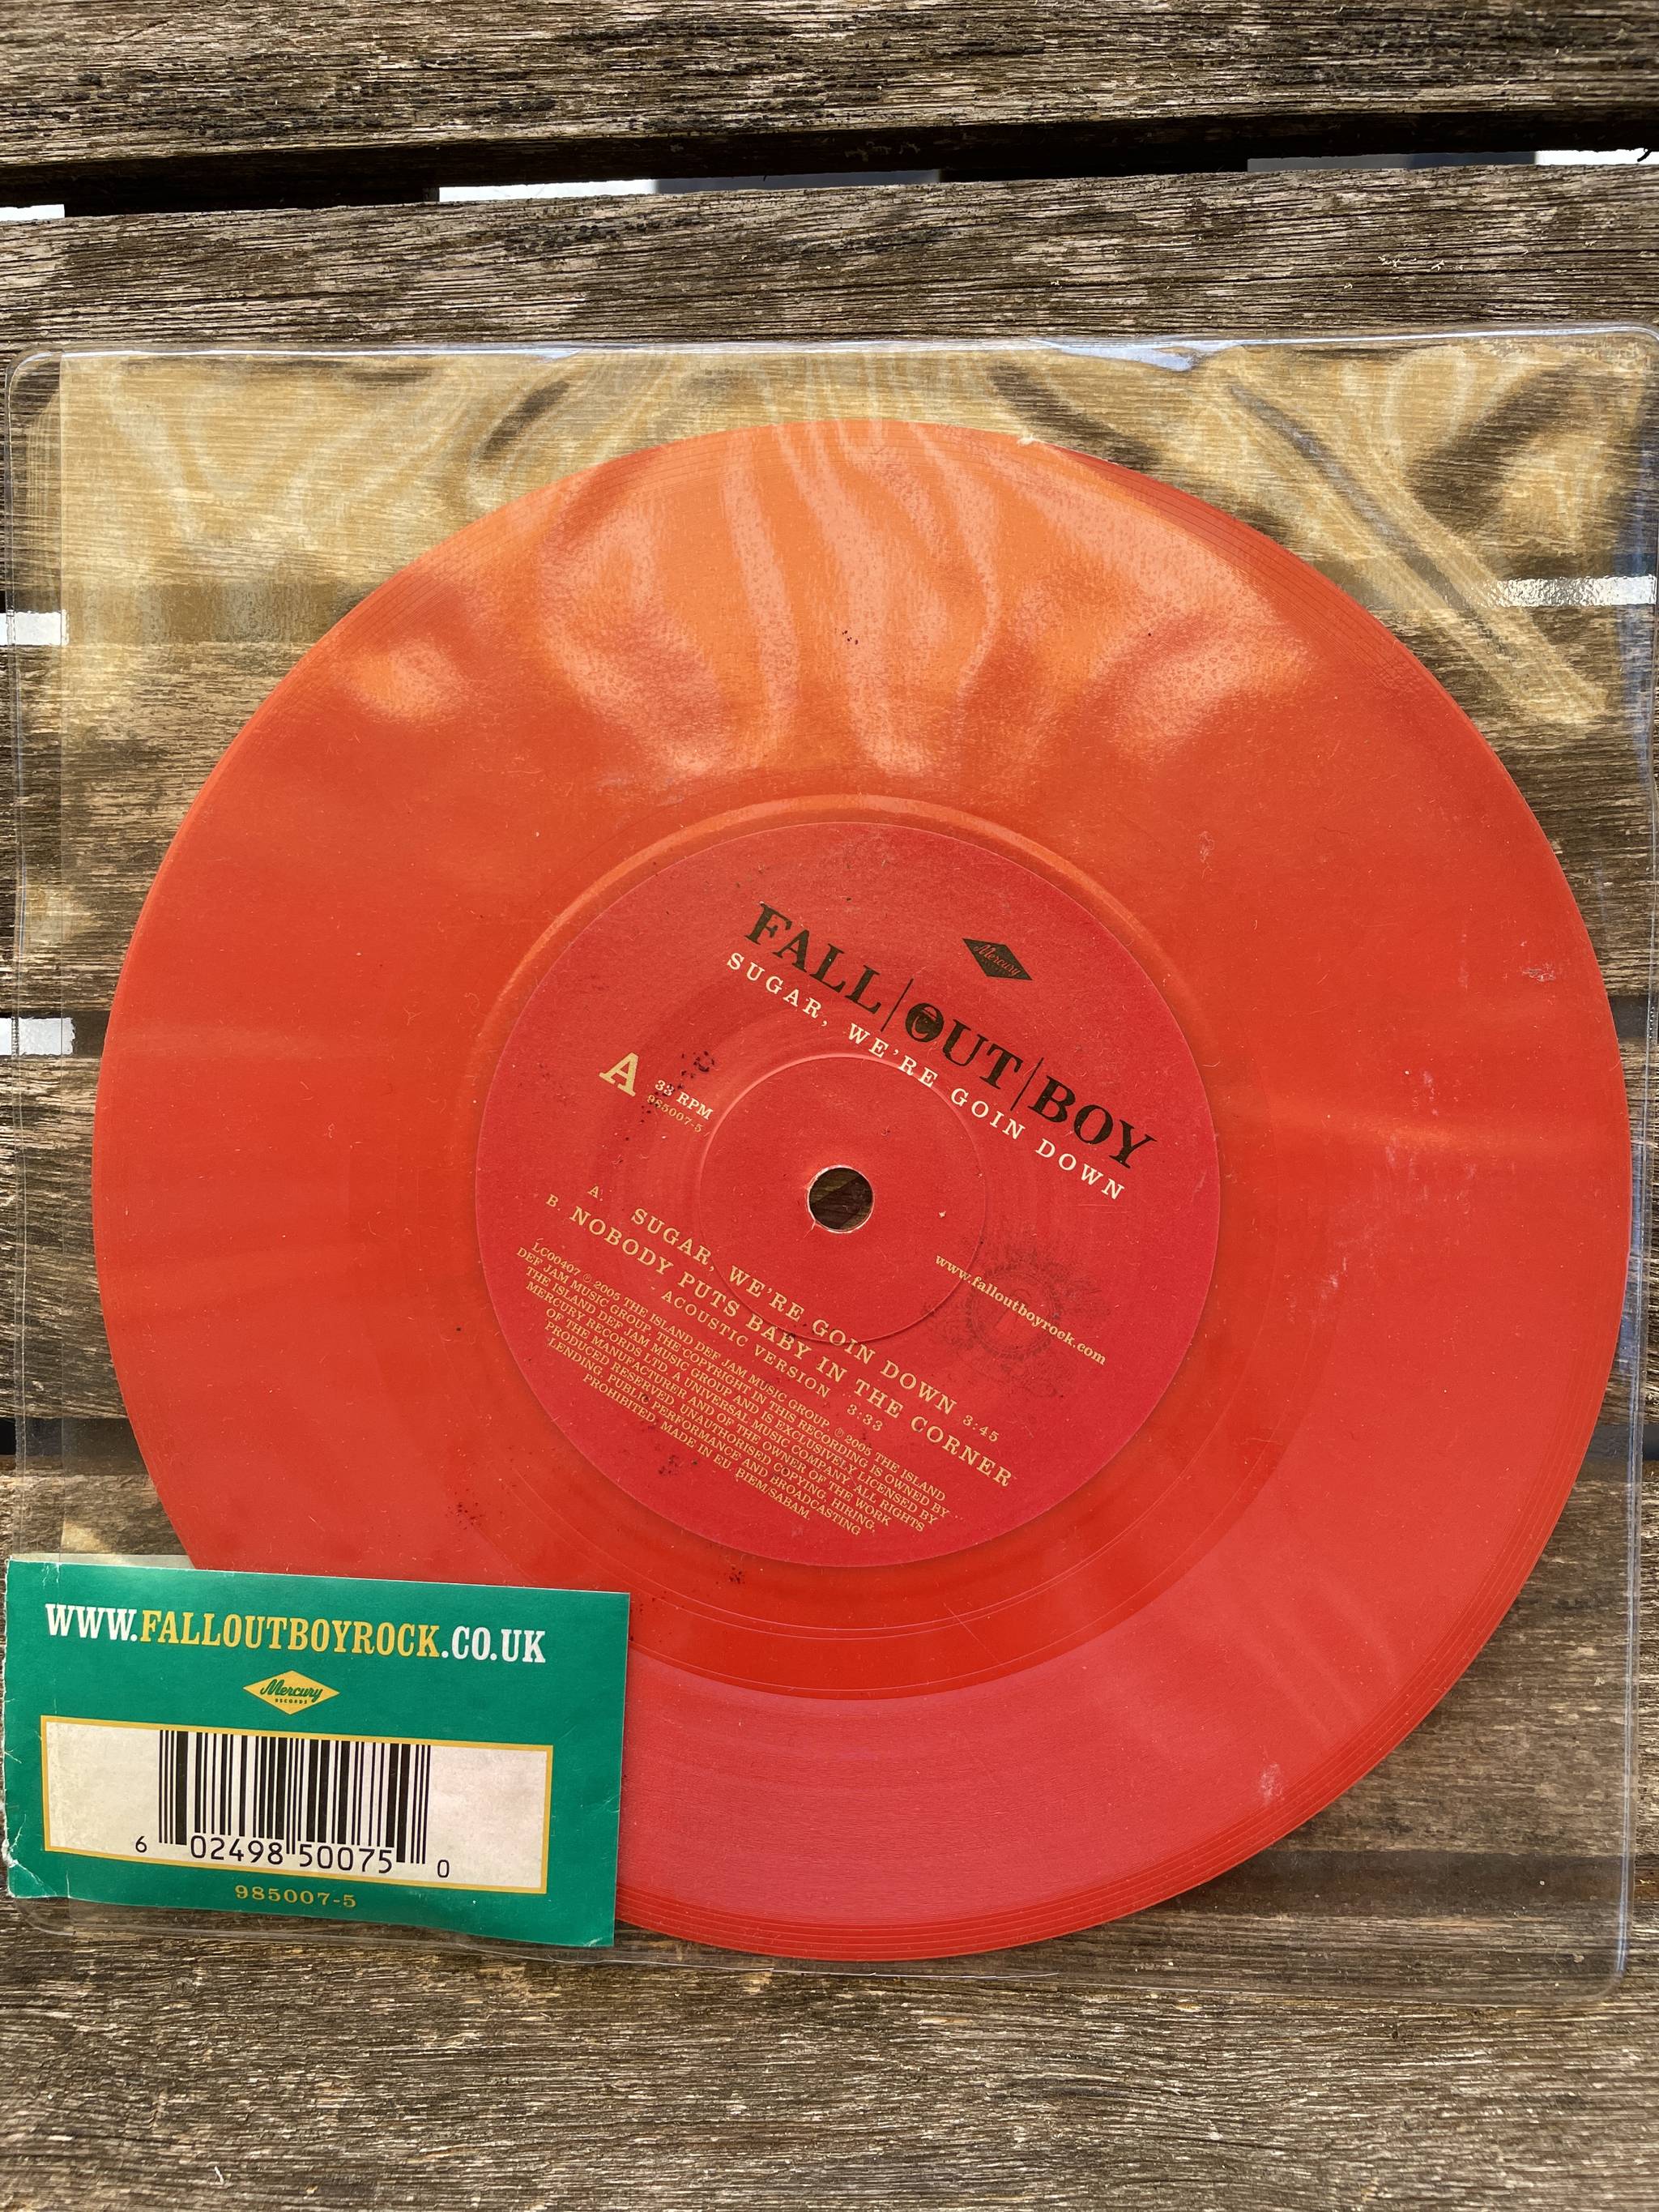 Mercury
FALL|OUT|BOY
SUGAR, WE'RE GOIN DOWN
A
33 RPM
985007-5
www.falloutboyrock.com
A. SUGAR, WE'RE GOIN DOWN 3:45
B. NOBODY PUTS BABY IN THE CORNER
- ACOUSTIC VERSION 3:33
LC00407 ℗ 2005 THE ISLAND DEF JAM MUSIC GROUP. © 2005 THE ISLAND
DEF JAM MUSIC GROUP. THE COPYRIGHT IN THIS RECORDING IS OWNED BY
THE ISLAND DEF JAM MUSIC GROUP AND IS EXCLUSIVELY LICENSED BY
MERCURY RECORDS LTD. A UNIVERSAL MUSIC COMPANY. ALL RIGHTS
OF THE MANUFACTURER AND OF THE OWNER OF THE WORK
PRODUCED RESERVED. UNAUTHORISED COPYING, HIRING,
LENDING, PUBLIC PERFORMANCE AND BROADCASTING
PROHIBITED. MADE IN EU. BIEM/SABAM.
WWW.FALLOUTBOYROCK.CO.UK
Mercury
RECORDS
6 02498 50075 0
985007-5